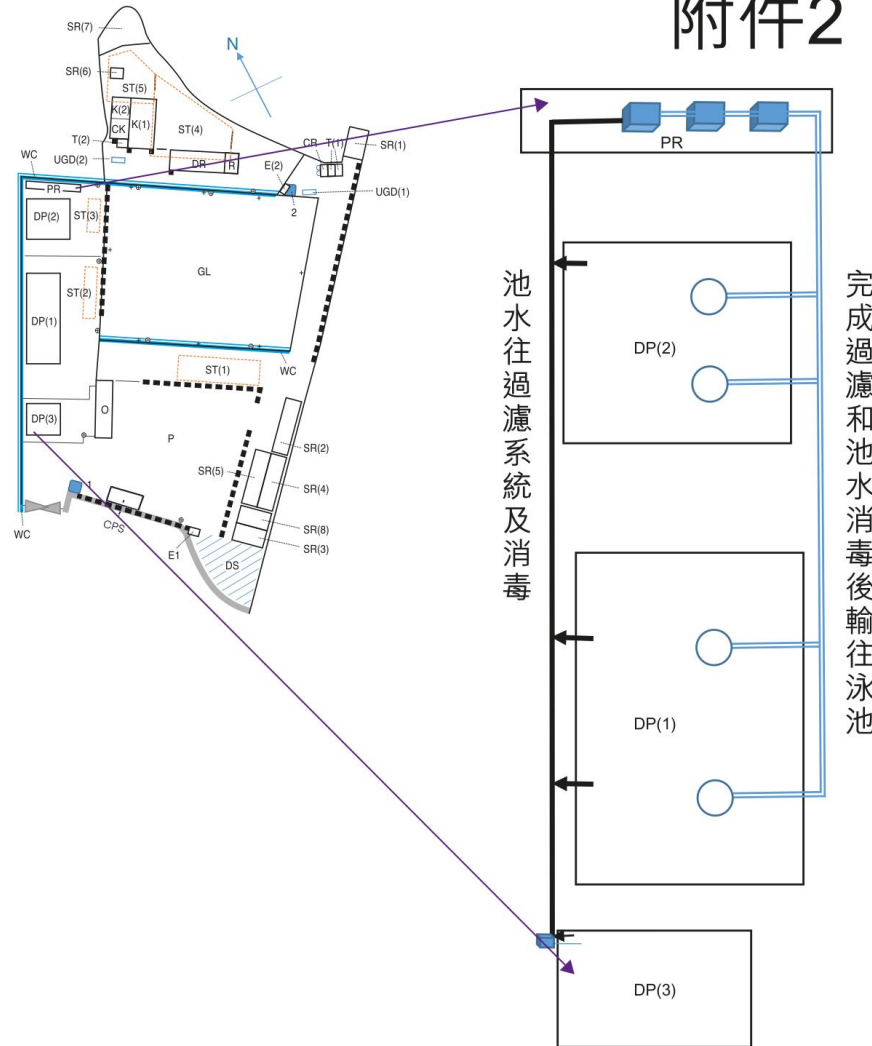 附件2
SR(7)
N
SR(6)
ST(5)
K(2)
K(1)
CK
ST(4)
T(2)
CR
T(1)
SR(1)
WC
UGD(2)
DR
R
E(2)
PR
UGD(1)
2
DP(2)
ST(3)
GL
ST(2)
DP(1)
WC
ST(1)
DP(3)
O
P
SR(2)
SR(5)
SR(4)
1
CPS
SR(8)
WC
E1
SR(3)
DS
PR
池水往過濾系統及消毒
DP(2)
DP(1)
DP(3)
完成過濾和池水消毒後輸往泳池